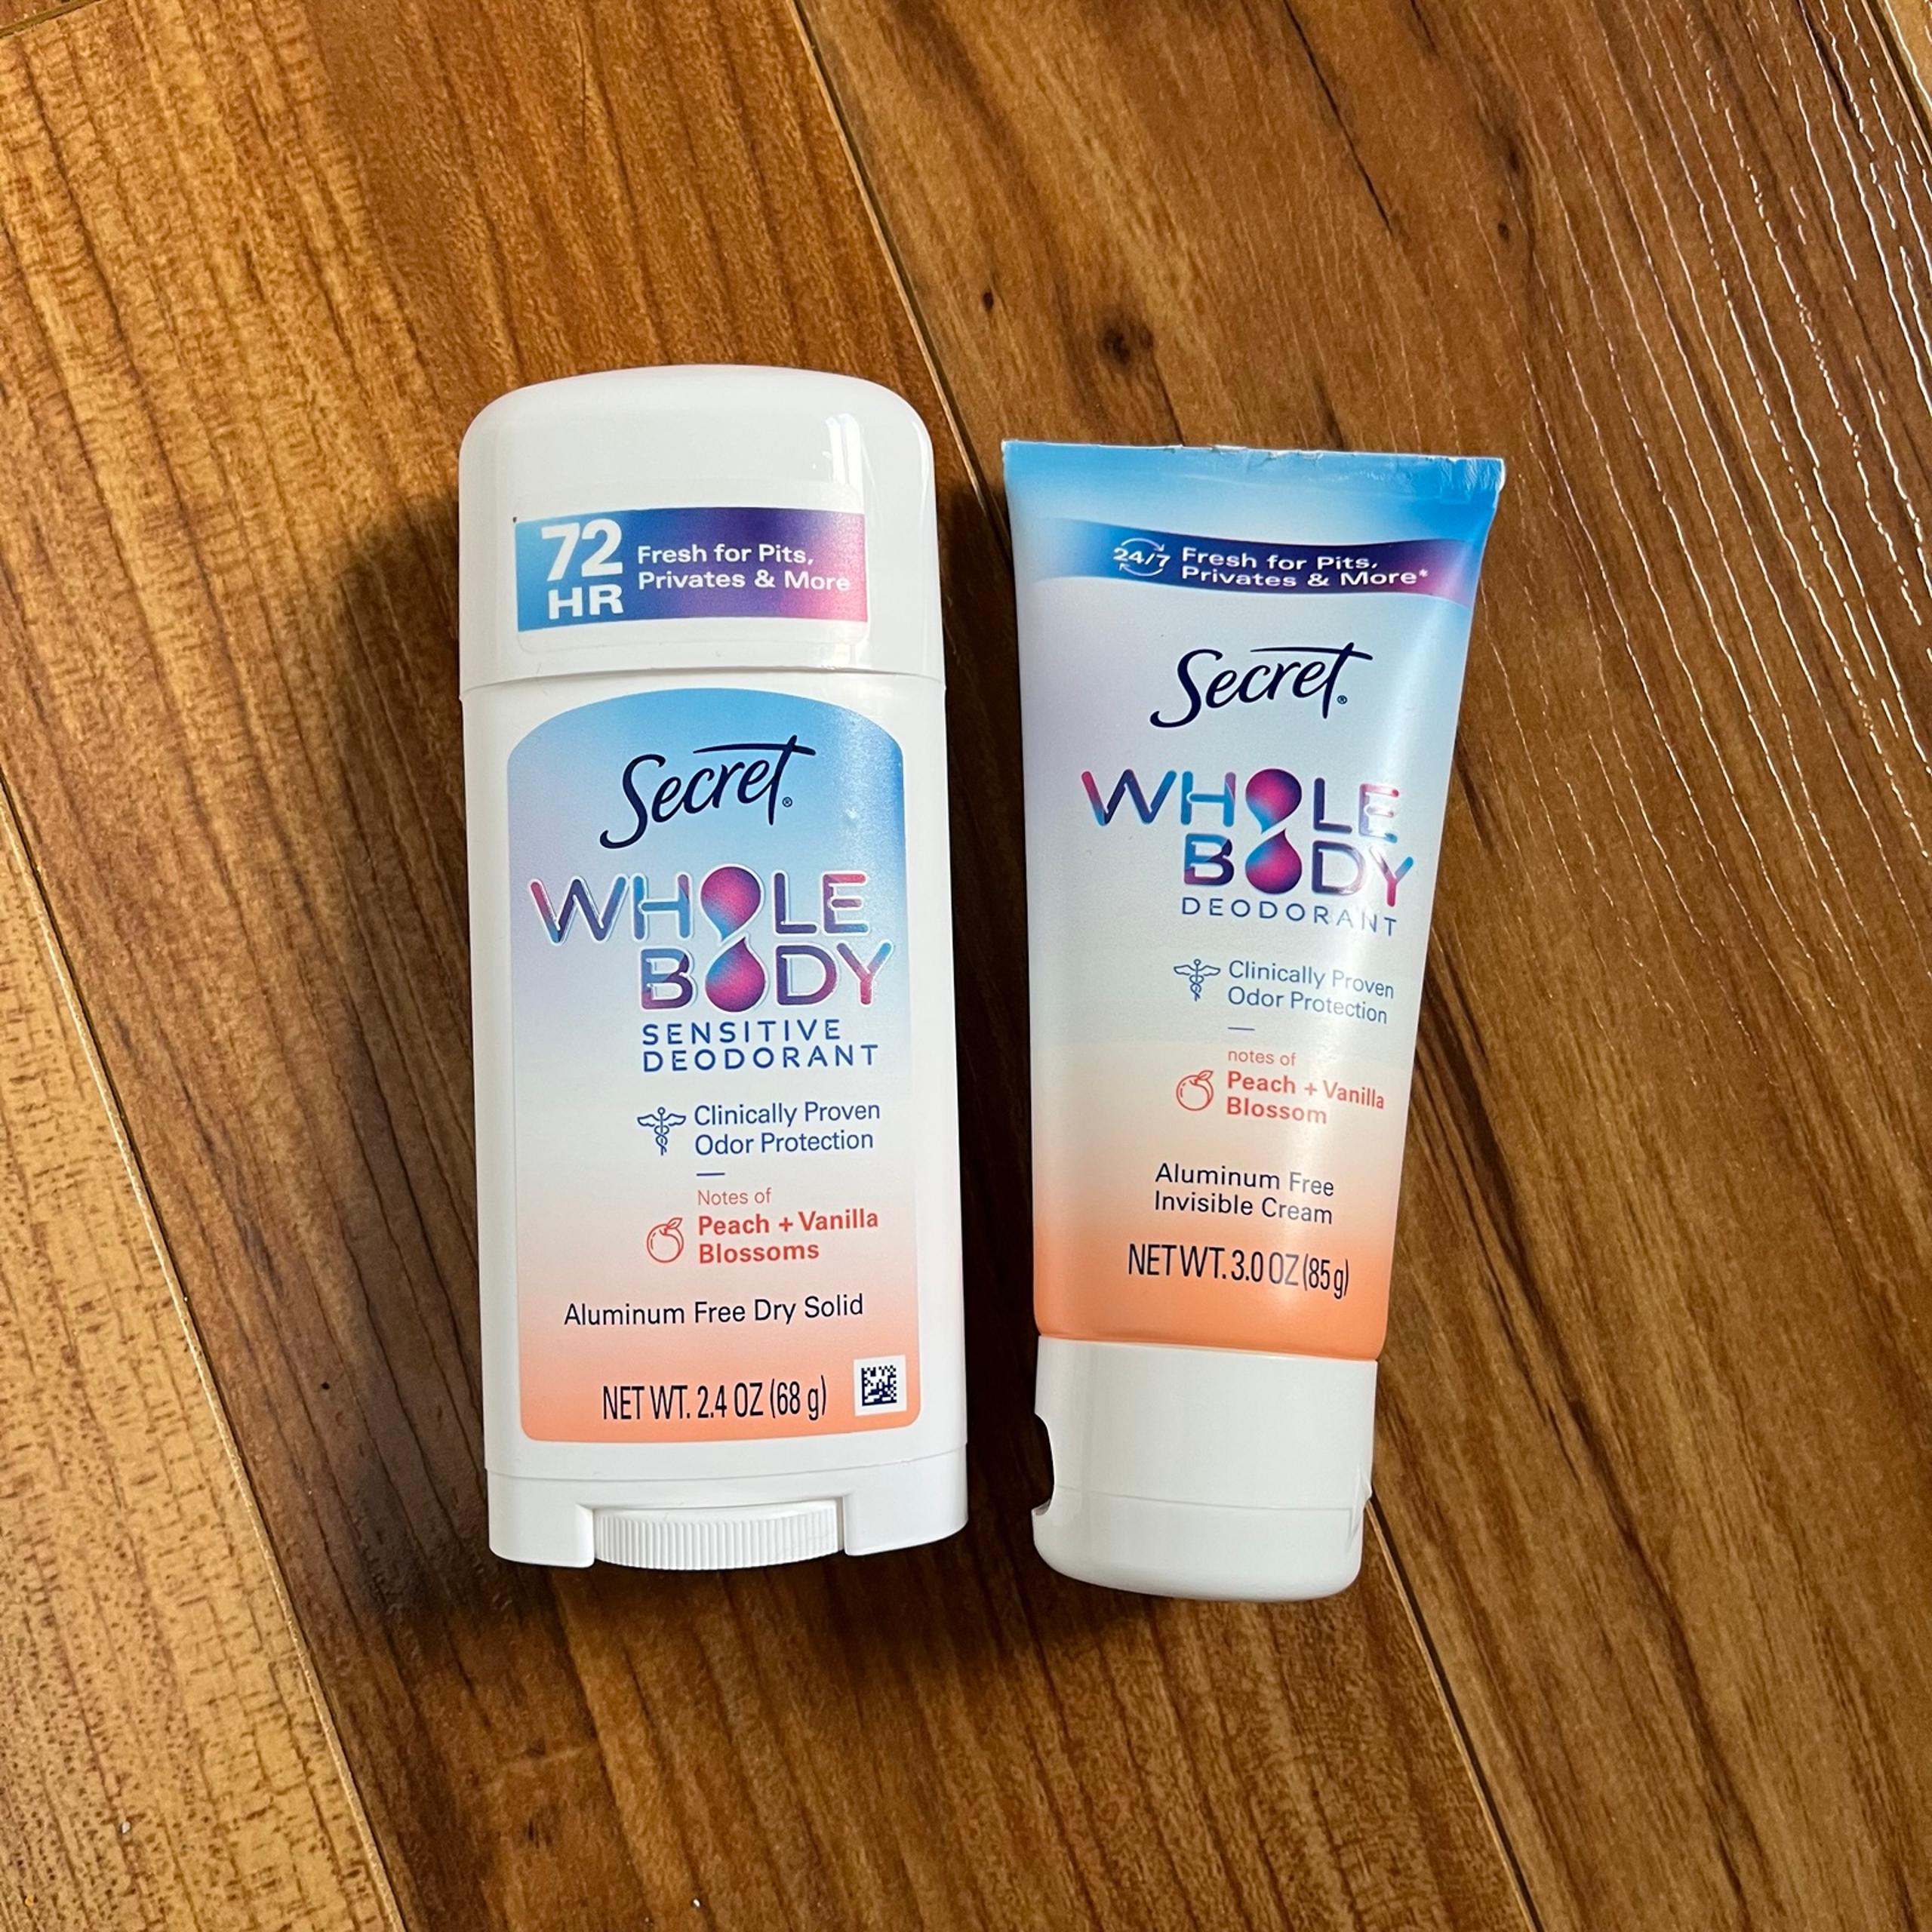 72
HR
Fresh for Pits,
Privates & More
Secret®
WHOLE
BODY
SENSITIVE
DEODORANT
Clinically Proven
Odor Protection
Notes of
Peach + Vanilla
Blossoms
Aluminum Free Dry Solid
NET WT. 2.4 OZ (68 g)
24/7
Fresh for Pits,
Privates & More*
Secret®
WHOLE
BODY
DEODORANT
Clinically Proven
Odor Protection
notes of
Peach + Vanilla
Blossom
Aluminum Free
Invisible Cream
NET WT. 3.0 OZ (85 g)